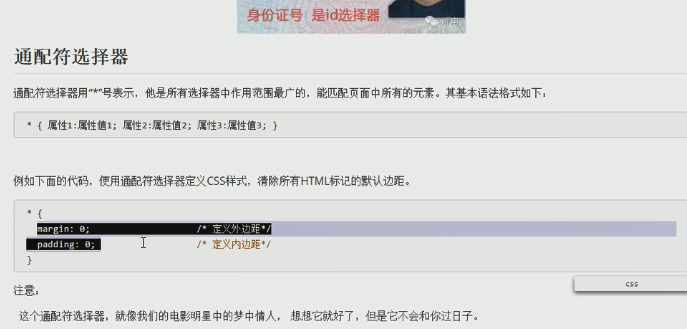 身份证号 是id选择器
通配符选择器
通配符选择器用"*"号表示，他是所有选择器中作用范围最广的，能匹配页面中所有的元素。其基本语法格式如下：
* { 属性1:属性值1; 属性2:属性值2; 属性3:属性值3; }
例如下面的代码，使用通配符选择器定义CSS样式，清除所有HTML标记的默认边距。
* {
margin: 0; /* 定义外边距*/
padding: 0; /* 定义内边距*/
}
css
注意：
这个通配符选择器，就像我们的电影明星中的梦中情人， 想想它就好了，但是它不会和你过日子。